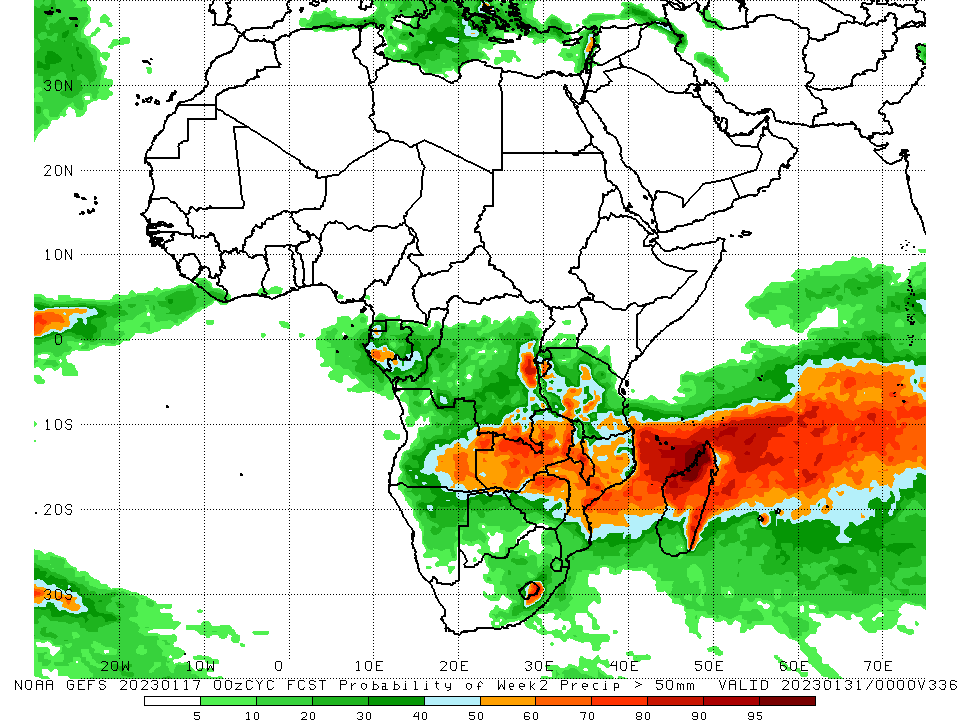 30N
20N
10N
0
10S
20S
30S
20W 10W 0 10E 20E 30E 40E 50E 60E 70E
NOAA GEFS 20230117 00zCYC FCST Probability of Week2 Precip > 50mm VALID 20230131/0000V336
5 10 20 30 40 50 60 70 80 90 95